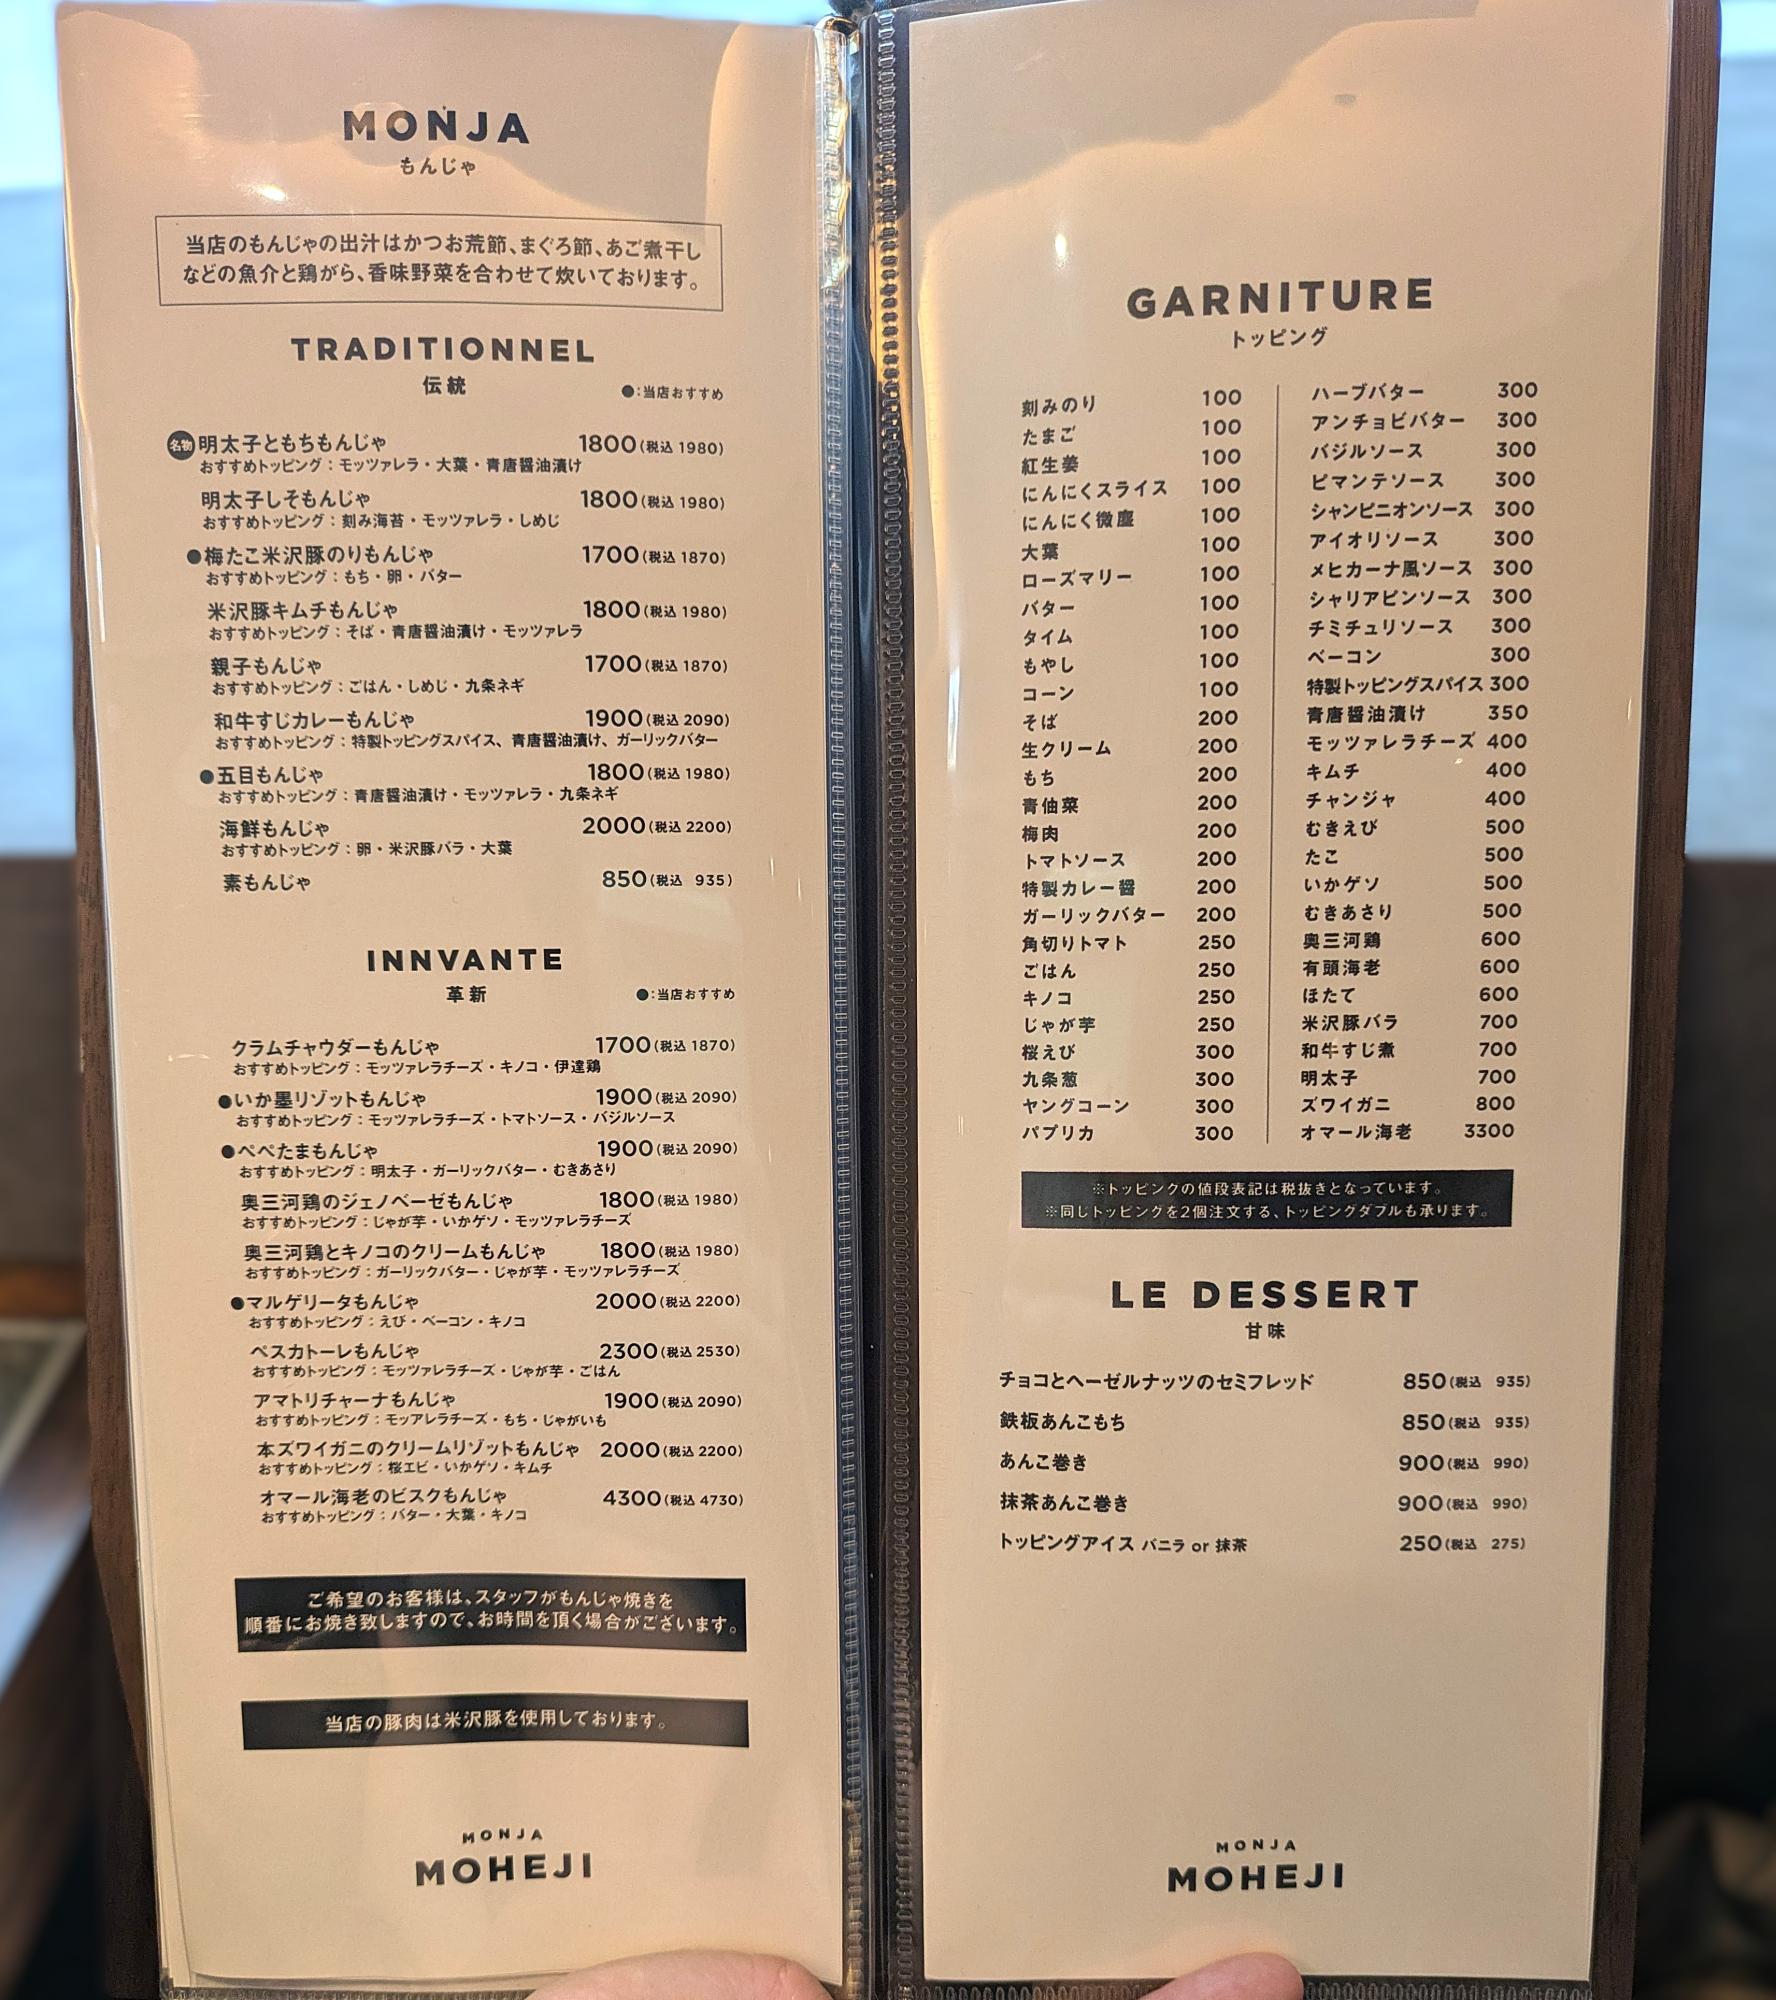 MONJA
もんじゃ
当店のもんじゃの出汁はかつお荒節、まぐろ節、あご煮干し
などの魚介と鶏がら、香味野菜を合わせて炊いております。
TRADITIONNEL
伝統
●:当店おすすめ
名物 明太子ともちもんじゃ 1800(税込 1980)
おすすめトッピング:モッツァレラ・大葉・青唐醤油漬け
明太子しそもんじゃ 1800(税込 1980)
おすすめトッピング:刻み海苔・モッツァレラ・しめじ
●梅たこ米沢豚のりもんじゃ 1700(税込 1870)
おすすめトッピング:もち・卵・バター
米沢豚キムチもんじゃ 1800(税込 1980)
おすすめトッピング:そば・青唐醤油漬け・モッツァレラ
親子もんじゃ 1700(税込 1870)
おすすめトッピング:ごはん・しめじ・九条ネギ
和牛すじカレーもんじゃ 1900(税込 2090)
おすすめトッピング:特製トッピングスパイス、青唐醤油漬け、ガーリックバター
●五目もんじゃ 1800(税込 1980)
おすすめトッピング:青唐醤油漬け・モッツァレラ・九条ネギ
海鮮もんじゃ 2000(税込 2200)
おすすめトッピング:卵・米沢豚バラ・大葉
素もんじゃ 850(税込 935)
INNVANTE
革新
●:当店おすすめ
クラムチャウダーもんじゃ 1700(税込 1870)
おすすめトッピング:モッツァレラチーズ・キノコ・伊達鶏
●いか墨リゾットもんじゃ 1900(税込 2090)
おすすめトッピング:モッツァレラチーズ・トマトソース・バジルソース
●ペペたまもんじゃ 1900(税込 2090)
おすすめトッピング:明太子・ガーリックバター・むきあさり
奥三河鶏のジェノベーゼもんじゃ 1800(税込 1980)
おすすめトッピング:じゃが芋・いかゲソ・モッツァレラチーズ
奥三河鶏とキノコのクリームもんじゃ 1800(税込 1980)
おすすめトッピング:ガーリックバター・じゃが芋・モッツァレラチーズ
●マルゲリータもんじゃ 2000(税込 2200)
おすすめトッピング:えび・ベーコン・キノコ
ペスカトーレもんじゃ 2300(税込 2530)
おすすめトッピング:モッツァレラチーズ・じゃが芋・ごはん
アマトリチャーナもんじゃ 1900(税込 2090)
おすすめトッピング:モッアレラチーズ・もち・じゃがいも
本ズワイガニのクリームリゾットもんじゃ 2000(税込 2200)
おすすめトッピング:桜エビ・いかゲソ・キムチ
オマール海老のビスクもんじゃ 4300(税込 4730)
おすすめトッピング:バター・大葉・キノコ
ご希望のお客様は、スタッフがもんじゃ焼きを
順番にお焼き致しますので、お時間を頂く場合がございます。
当店の豚肉は米沢豚を使用しております。
MONJA
MOHEJI
GARNITURE
トッピング
刻みのり 100
たまご 100
紅生姜 100
にんにくスライス 100
にんにく微塵 100
大葉 100
ローズマリー 100
バター 100
タイム 100
もやし 100
コーン 100
そば 200
生クリーム 200
もち 200
青伷菜 200
梅肉 200
トマトソース 200
特製カレー醤 200
ガーリックバター 200
角切りトマト 250
ごはん 250
キノコ 250
じゃが芋 250
桜えび 300
九条葱 300
ヤングコーン 300
パプリカ 300
ハーブバター 300
アンチョビバター 300
バジルソース 300
ピマンテソース 300
シャンピニオンソース 300
アイオリソース 300
メヒカーナ風ソース 300
シャリアピンソース 300
チミチュリソース 300
ベーコン 300
特製トッピングスパイス 300
青唐醤油漬け 350
モッツァレラチーズ 400
キムチ 400
チャンジャ 400
むきえび 500
たこ 500
いかゲソ 500
むきあさり 500
奥三河鶏 600
有頭海老 600
ほたて 600
米沢豚バラ 700
和牛すじ煮 700
明太子 700
ズワイガニ 800
オマール海老 3300
※トッピングの値段表記は税抜きとなっています。
※同じトッピングを2個注文する、トッピングダブルも承ります。
LE DESSERT
甘味
チョコとヘーゼルナッツのセミフレッド 850(税込 935)
鉄板あんこもち 850(税込 935)
あんこ巻き 900(税込 990)
抹茶あんこ巻き 900(税込 990)
トッピングアイス バニラ or 抹茶 250(税込 275)
MONJA
MOHEJI